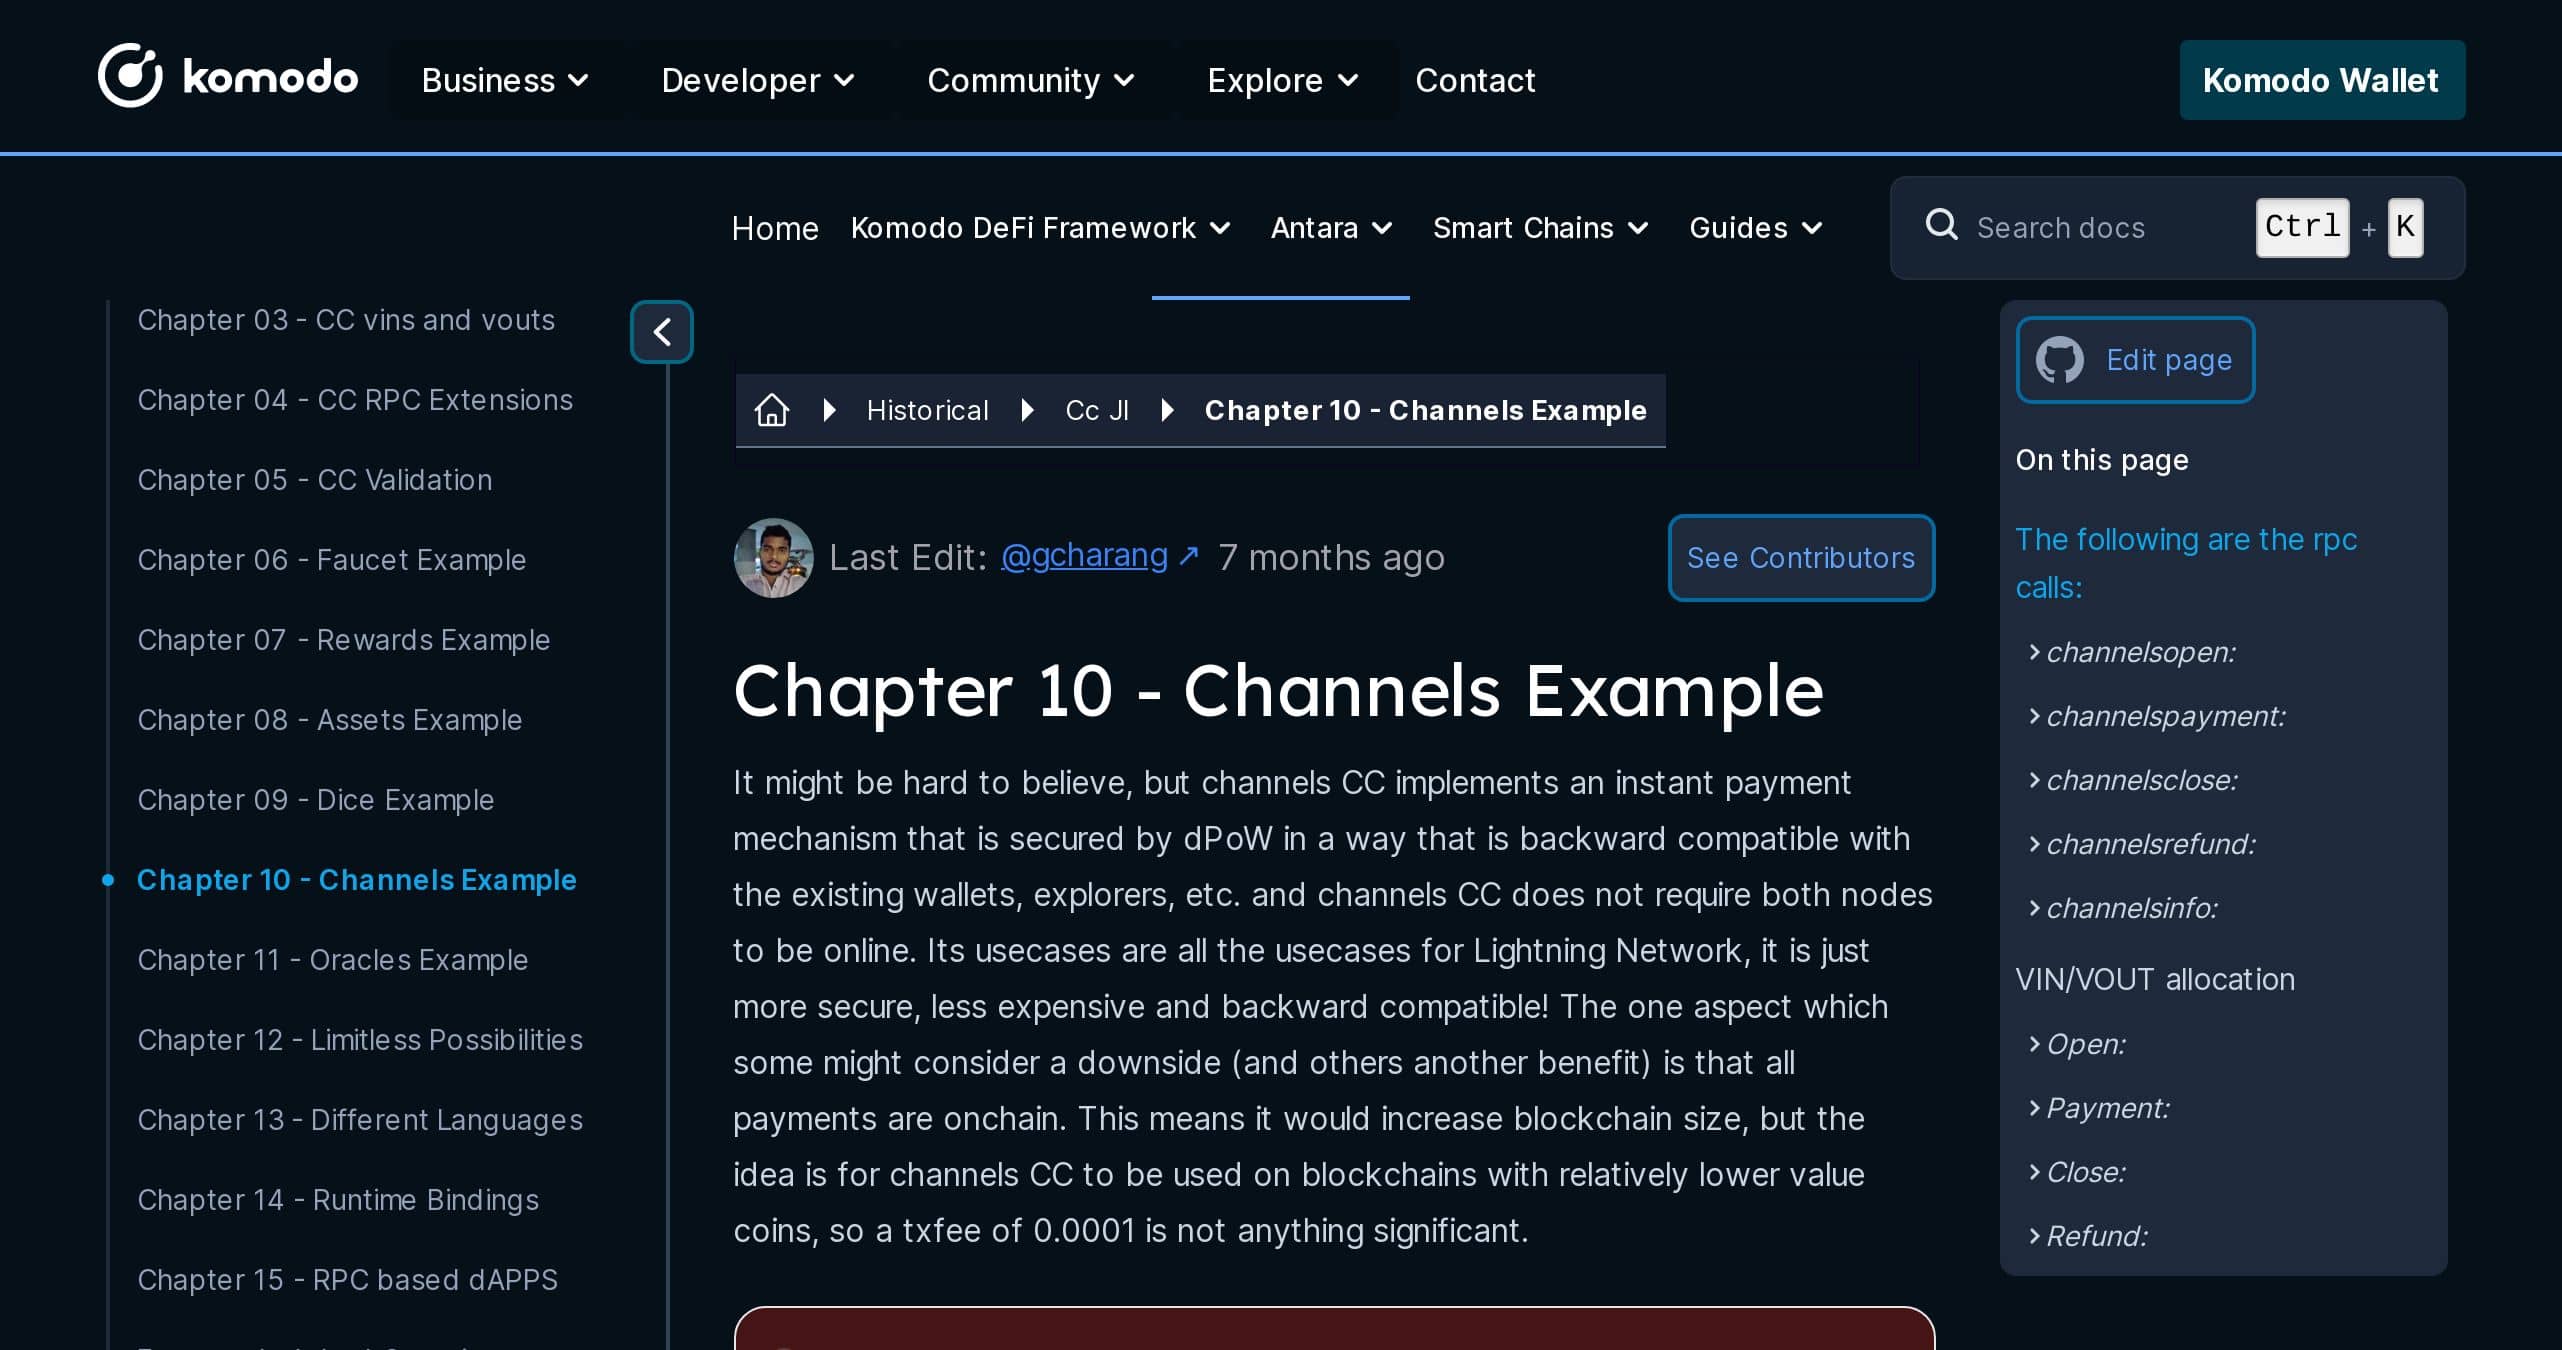 komodo
Business
Developer
Community
Explore
Contact
Komodo Wallet
Home
Komodo DeFi Framework
Antara
Smart Chains
Guides
Search docs
Ctrl + K
Chapter 03 - CC vins and vouts
Chapter 04 - CC RPC Extensions
Chapter 05 - CC Validation
Chapter 06 - Faucet Example
Chapter 07 - Rewards Example
Chapter 08 - Assets Example
Chapter 09 - Dice Example
Chapter 10 - Channels Example
Chapter 11 - Oracles Example
Chapter 12 - Limitless Possibilities
Chapter 13 - Different Languages
Chapter 14 - Runtime Bindings
Chapter 15 - RPC based dAPPS
Historical
Cc Jl
Chapter 10 - Channels Example
Last Edit: @gcharang ↗ 7 months ago
See Contributors
Chapter 10 - Channels Example
It might be hard to believe, but channels CC implements an instant payment
mechanism that is secured by dPoW in a way that is backward compatible with
the existing wallets, explorers, etc. and channels CC does not require both nodes
to be online. Its usecases are all the usecases for Lightning Network, it is just
more secure, less expensive and backward compatible! The one aspect which
some might consider a downside (and others another benefit) is that all
payments are onchain. This means it would increase blockchain size, but the
idea is for channels CC to be used on blockchains with relatively lower value
coins, so a txfee of 0.0001 is not anything significant.
Edit page
On this page
The following are the rpc
calls:
channelsopen:
channelspayment:
channelsclose:
channelsrefund:
channelsinfo:
VIN/VOUT allocation
Open:
Payment:
Close:
Refund: